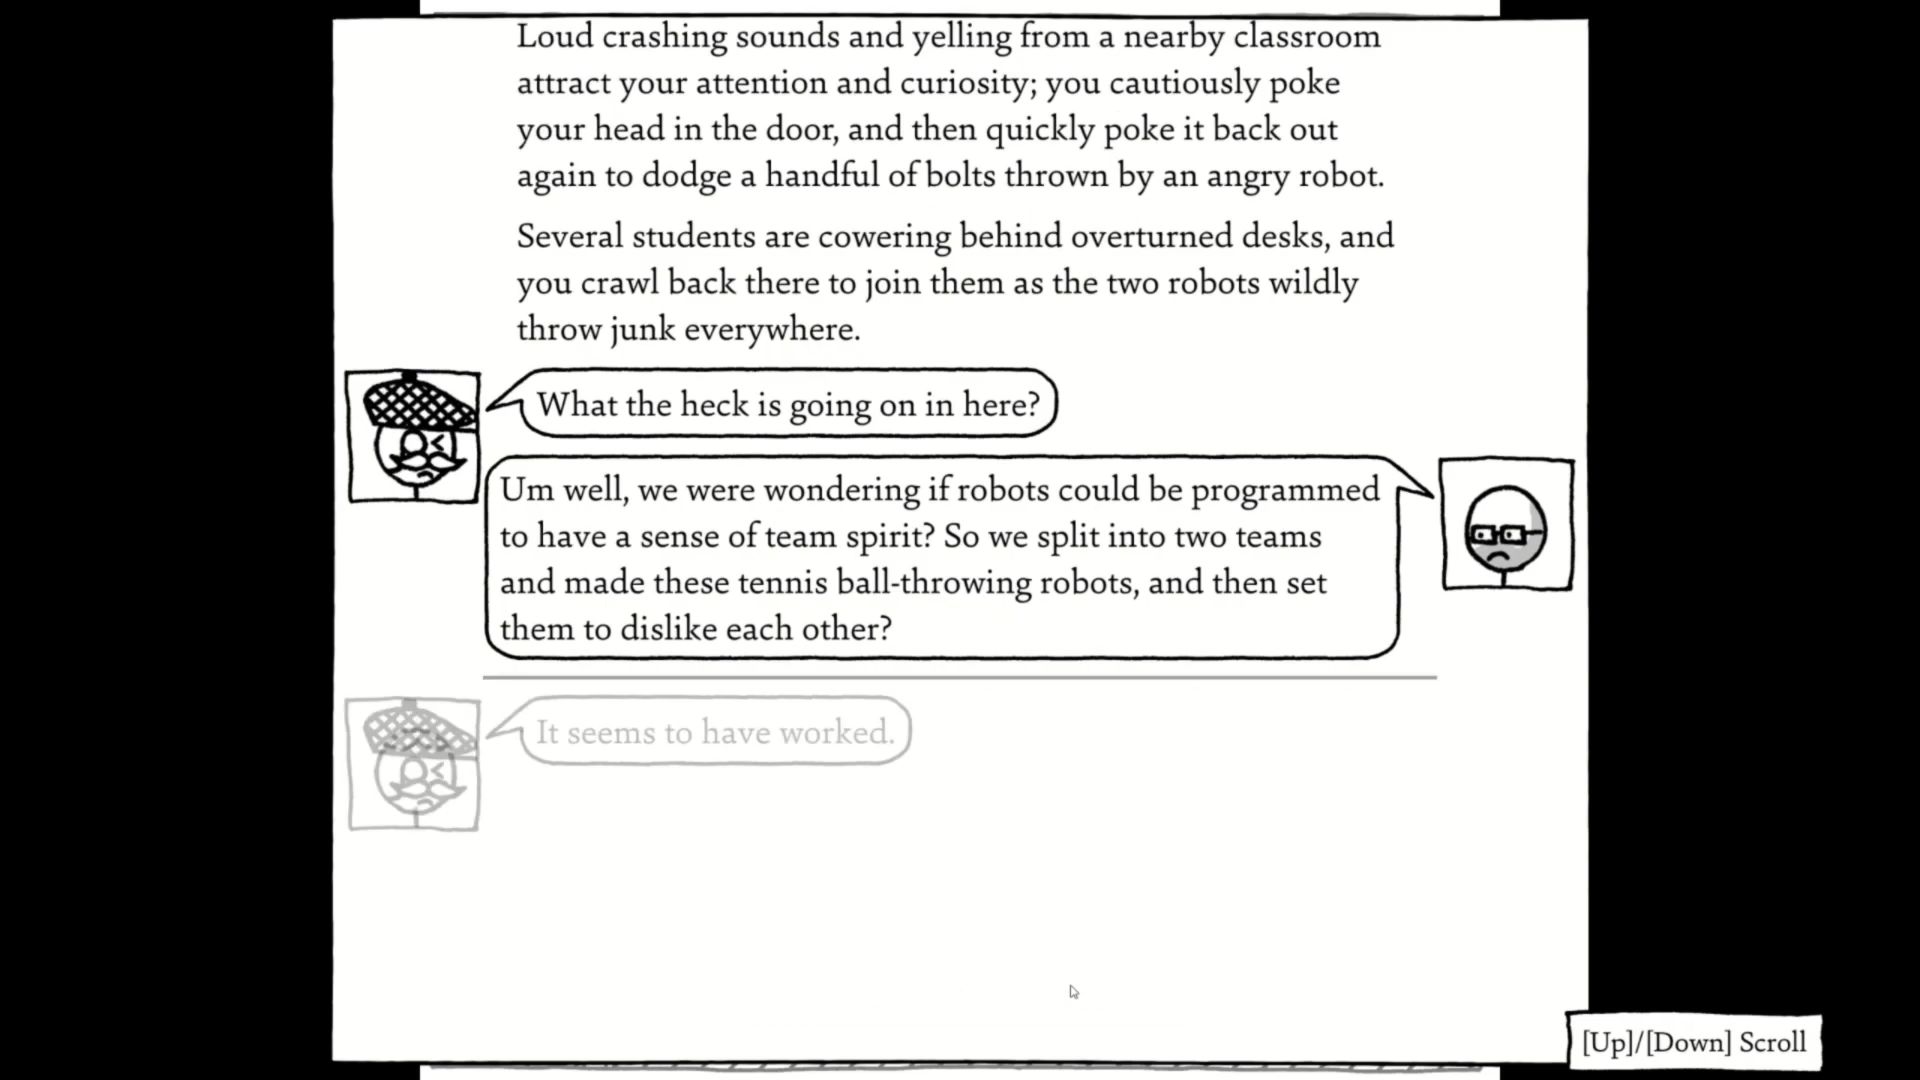 Loud crashing sounds and yelling from a nearby classroom
attract your attention and curiosity; you cautiously poke
your head in the door, and then quickly poke it back out
again to dodge a handful of bolts thrown by an angry robot.
Several students are cowering behind overturned desks, and
you crawl back there to join them as the two robots wildly
throw junk everywhere.
What the heck is going on in here?
Um well, we were wondering if robots could be programmed
to have a sense of team spirit? So we split into two teams
and made these tennis ball-throwing robots, and then set
them to dislike each other?
It seems to have worked.
[Up]/[Down] Scroll